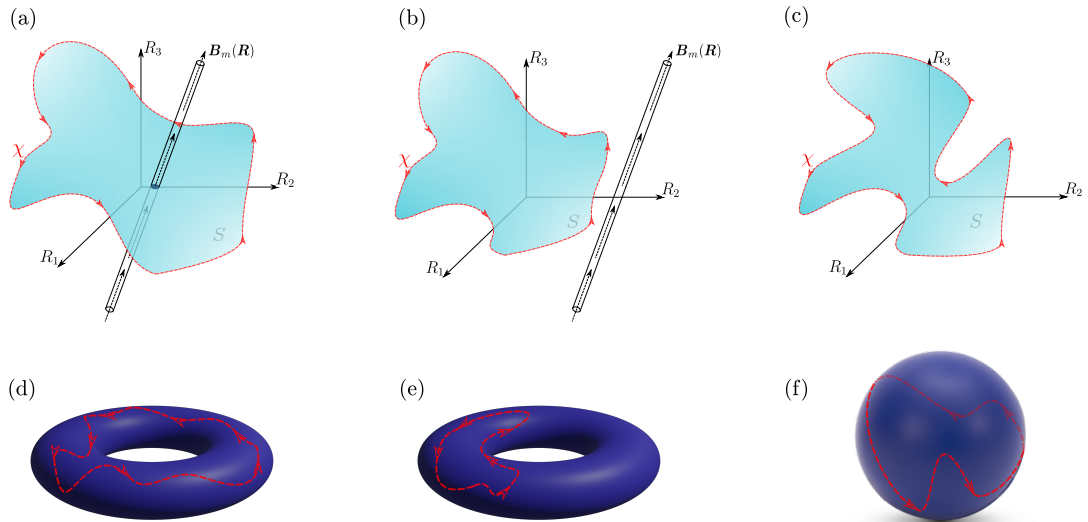 (a)
R₃
𝑩ₘ(𝑹)
χ
R₂
S
R₁
(b)
R₃
𝑩ₘ(𝑹)
χ
R₂
S
R₁
(c)
R₃
χ
R₂
S
R₁
(d)
(e)
(f)